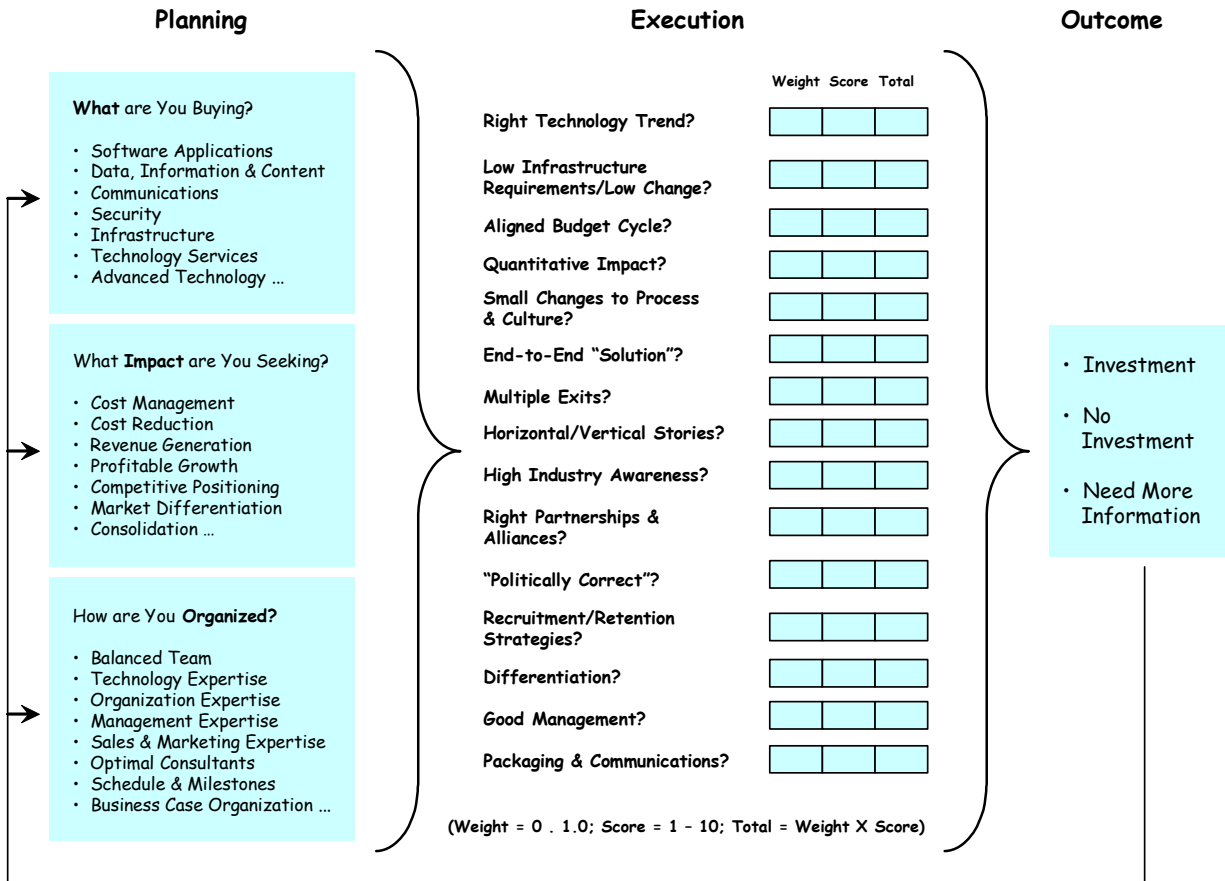 Planning
Execution
Outcome
What are You Buying?
• Software Applications
• Data, Information & Content
• Communications
• Security
• Infrastructure
• Technology Services
• Advanced Technology ...
What Impact are You Seeking?
• Cost Management
• Cost Reduction
• Revenue Generation
• Profitable Growth
• Competitive Positioning
• Market Differentiation
• Consolidation ...
How are You Organized?
• Balanced Team
• Technology Expertise
• Organization Expertise
• Management Expertise
• Sales & Marketing Expertise
• Optimal Consultants
• Schedule & Milestones
• Business Case Organization ...
Weight Score Total
Right Technology Trend?
Low Infrastructure
Requirements/Low Change?
Aligned Budget Cycle?
Quantitative Impact?
Small Changes to Process
& Culture?
End-to-End “Solution”?
Multiple Exits?
Horizontal/Vertical Stories?
High Industry Awareness?
Right Partnerships &
Alliances?
“Politically Correct”?
Recruitment/Retention
Strategies?
Differentiation?
Good Management?
Packaging & Communications?
(Weight = 0 . 1.0; Score = 1 – 10; Total = Weight X Score)
• Investment
• No
Investment
• Need More
Information